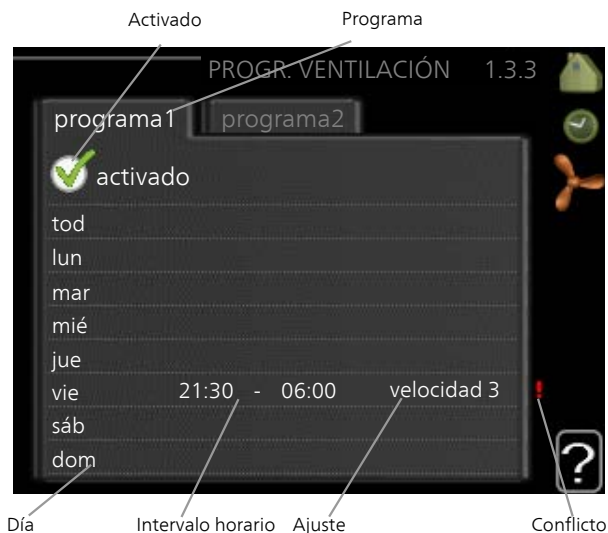 Activado
Programa
PROGR. VENTILACIÓN 1.3.3
programa1 programa2
activado
tod
lun
mar
mié
jue
vie 21:30 - 06:00 velocidad 3 !
sáb
dom
?
Día Intervalo horario Ajuste Conflicto